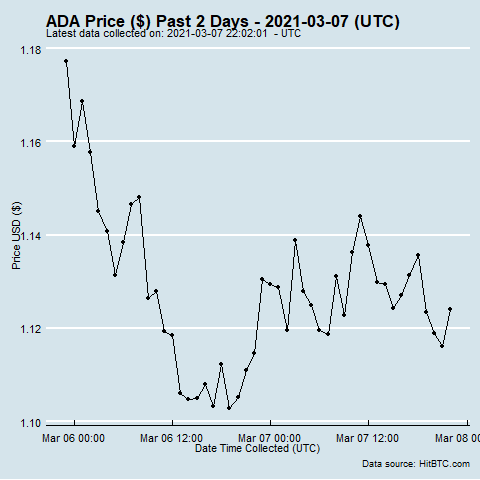 ADA Price ($) Past 2 Days - 2021-03-07 (UTC)
Latest data collected on: 2021-03-07 22:02:01 - UTC
1.18
1.16
1.14
1.12
1.10
Price USD ($)
Mar 06 00:00 Mar 06 12:00 Mar 07 00:00 Mar 07 12:00 Mar 08 0
Date Time Collected (UTC)
Data source: HitBTC.com